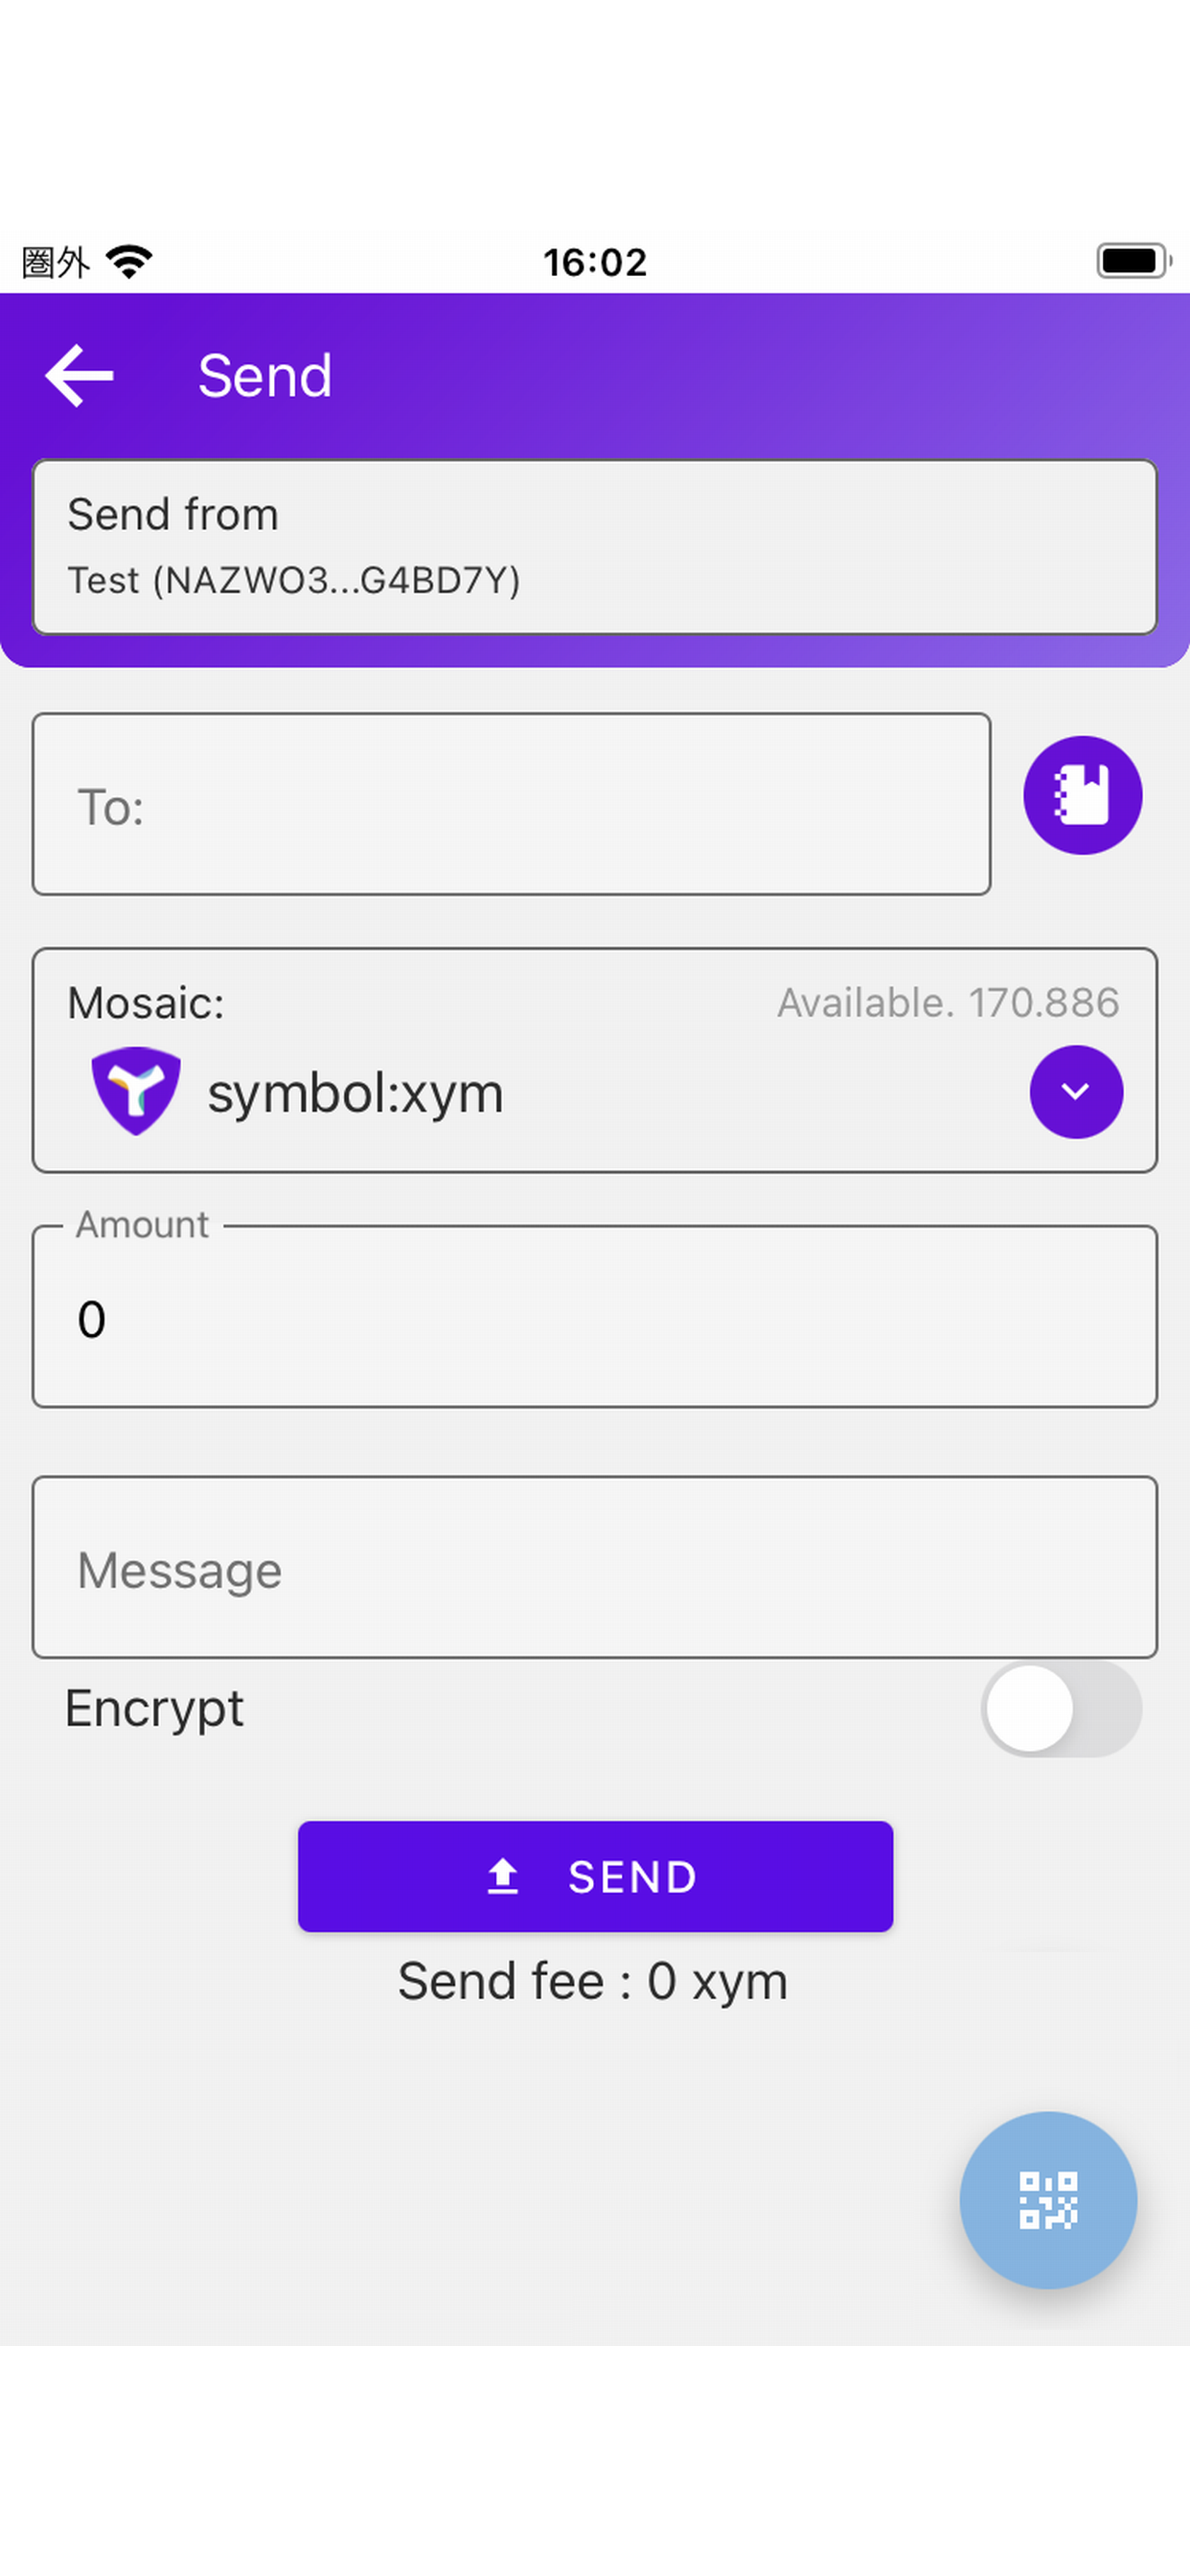 圏外
16:02
Send
Send from
Test (NAZWO3...G4BD7Y)
To:
Mosaic:
Available. 170.886
symbol:xym
Amount
0
Message
Encrypt
SEND
Send fee : 0 xym